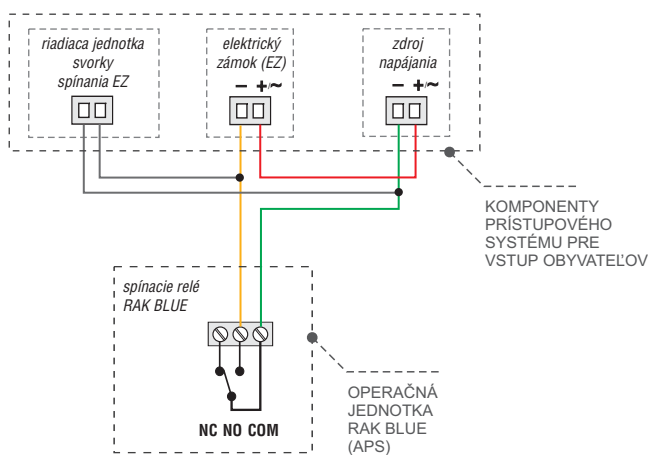 riadiaca jednotka
svorky
spínania EZ
elektrický
zámok (EZ)
− +/~
zdroj
napájania
− +/~
KOMPONENTY
PRÍSTUPOVÉHO
SYSTÉMU PRE
VSTUP OBYVATEĽOV
spínacie relé
RAK BLUE
NC NO COM
OPERAČNÁ
JEDNOTKA
RAK BLUE
(APS)